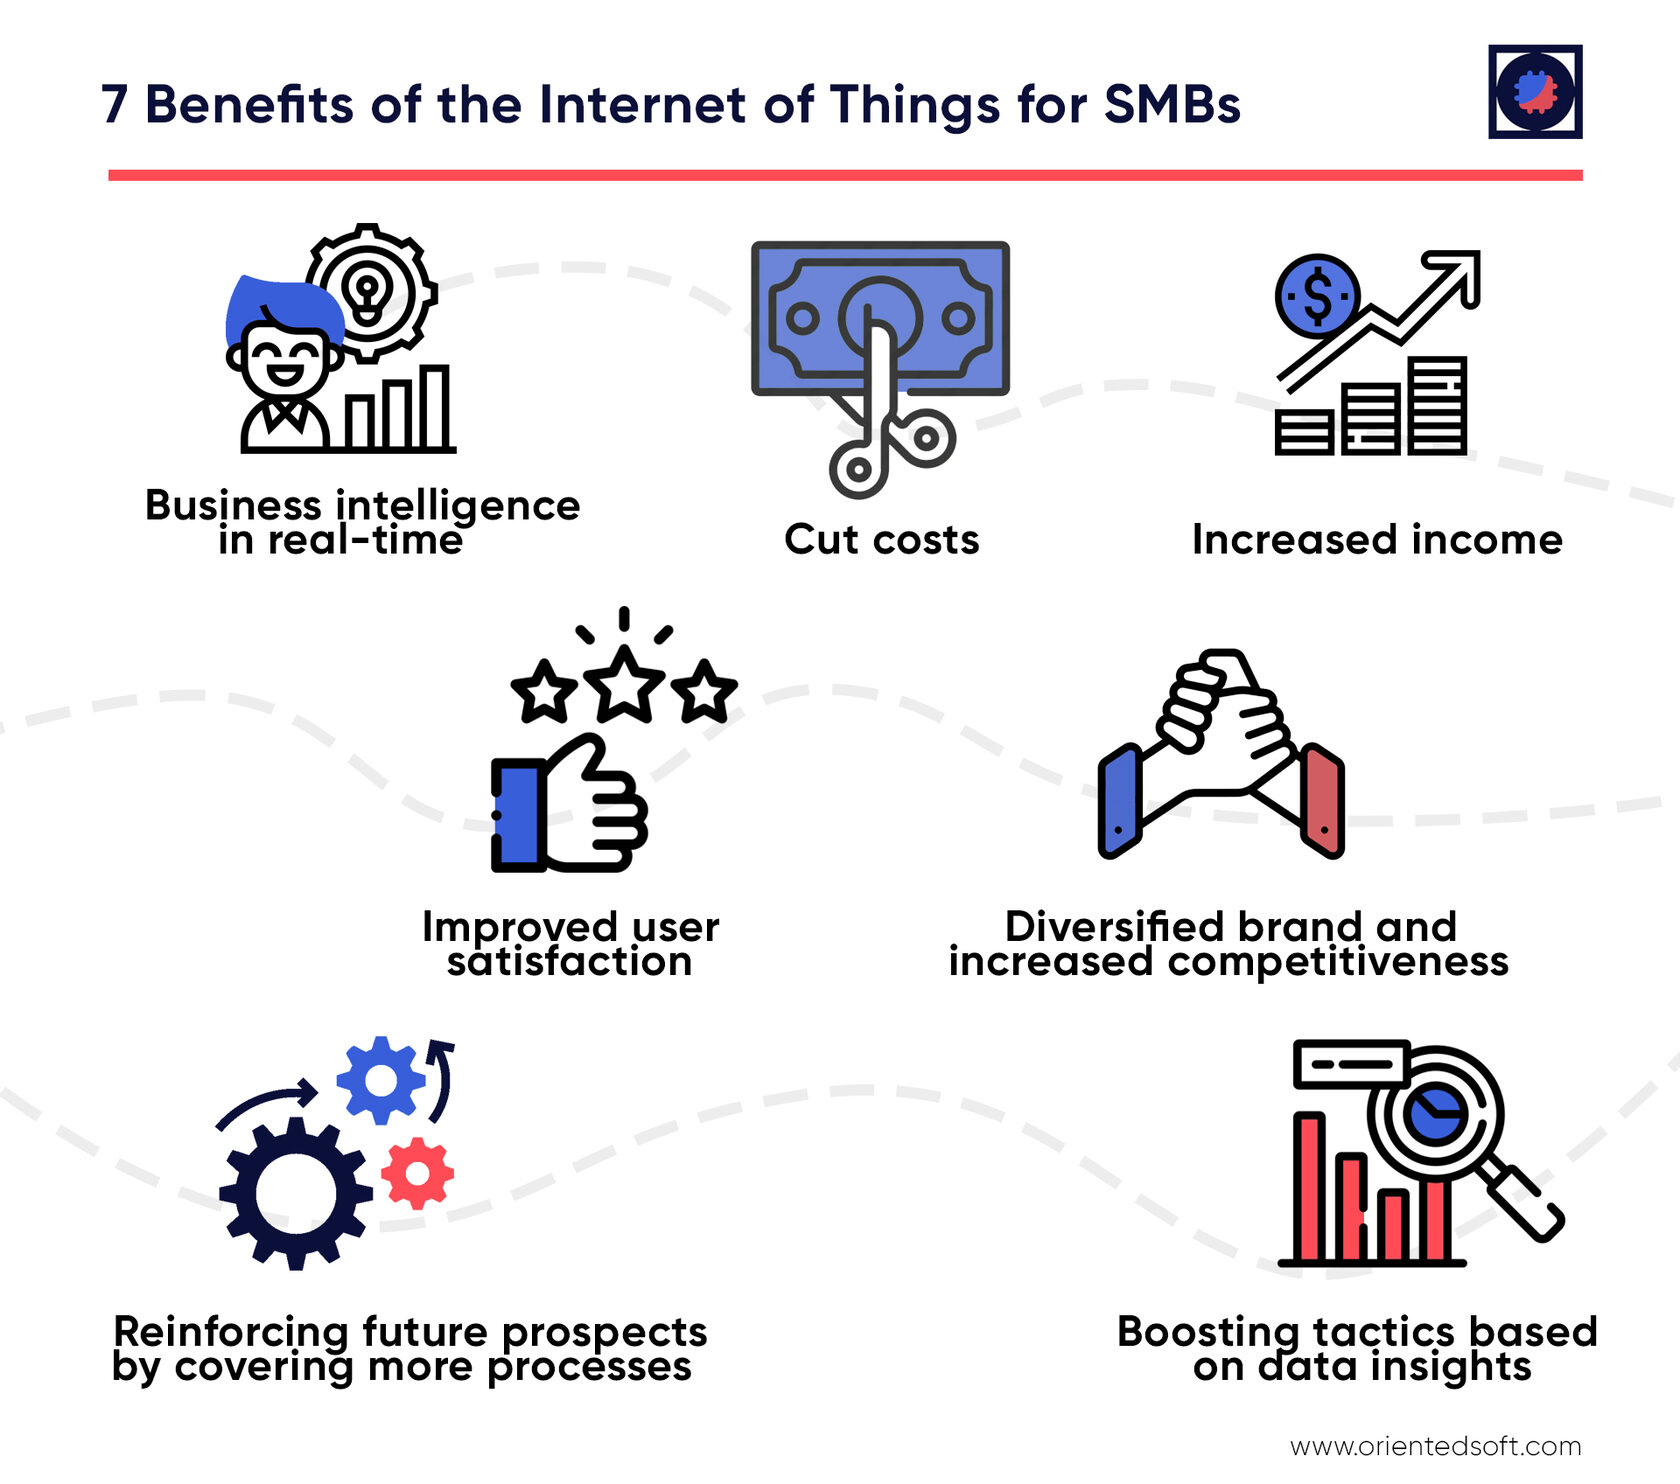 7 Benefits of the Internet of Things for SMBs
Business intelligence
in real-time
Cut costs
Increased income
Improved user
satisfaction
Diversified brand and
increased competitiveness
Reinforcing future prospects
by covering more processes
Boosting tactics based
on data insights
www.orientedsoft.com